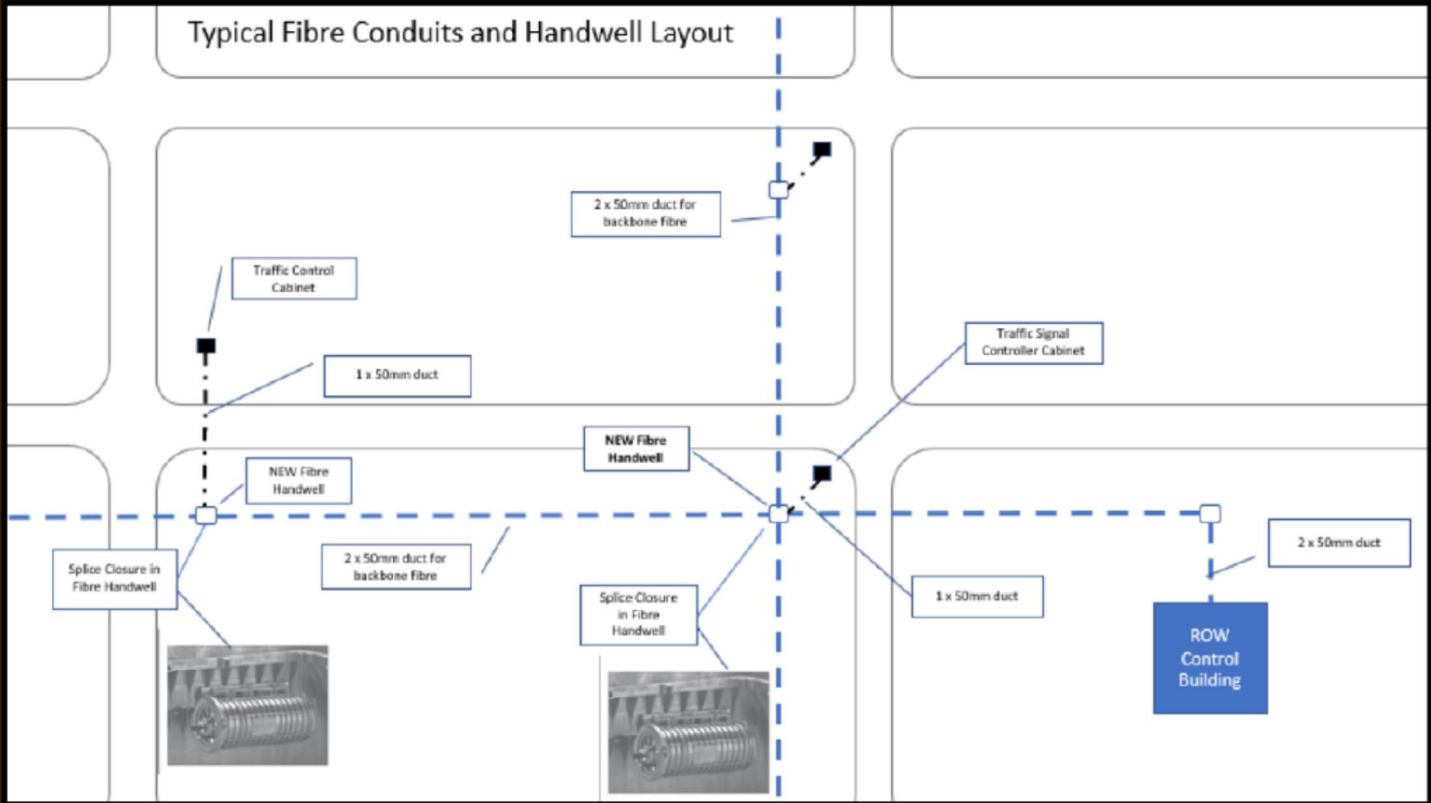 Typical Fibre Conduits and Handwell Layout
2 x 50mm duct for
backbone fibre
Traffic Control
Cabinet
Traffic Signal
Controller Cabinet
1 x 50mm duct
NEW Fibre
Handwell
NEW Fibre
Handwell
2 x 50mm duct
2 x 50mm duct for
backbone fibre
Splice Closure in
Fibre Handwell
Splice Closure
in Fibre
Handwell
1 x 50mm duct
ROW
Control
Building